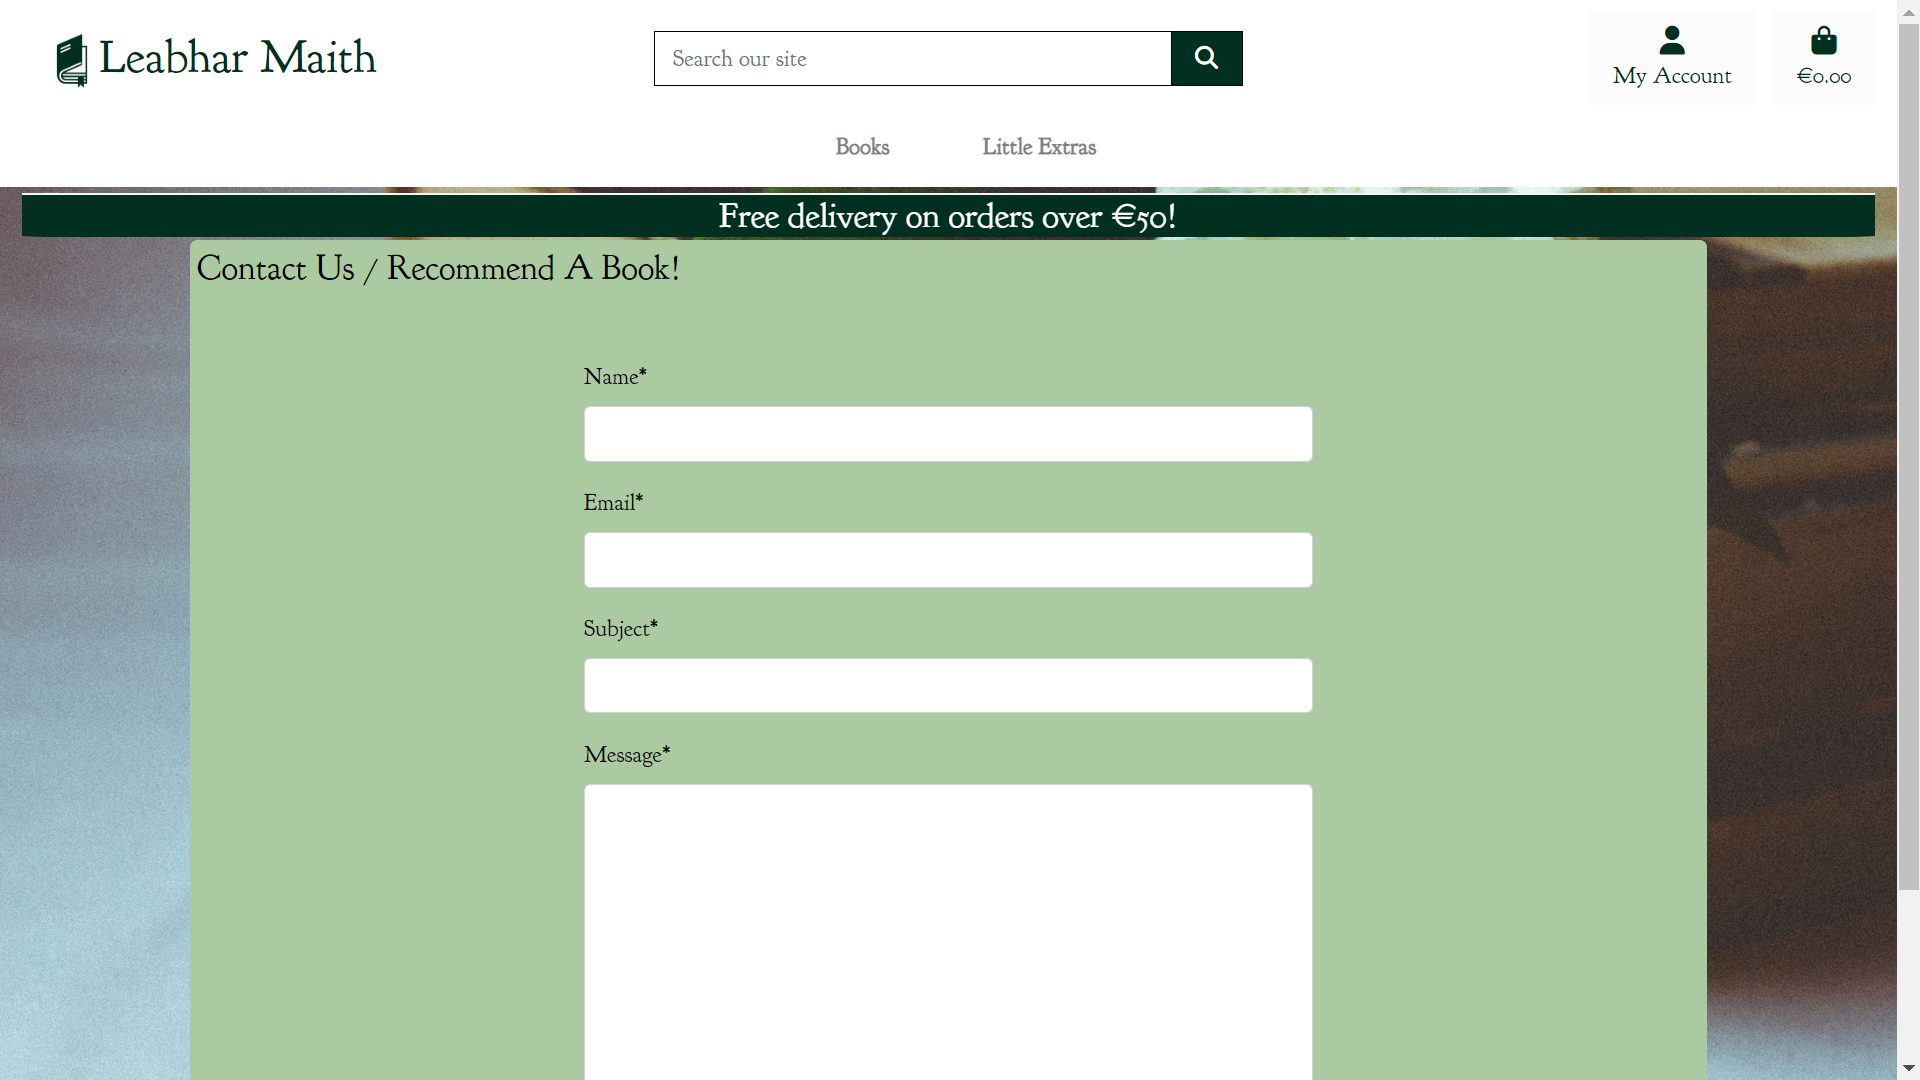 Leabhar Maith
Search our site
My Account
€0.00
Books
Little Extras
Free delivery on orders over €50!
Contact Us / Recommend A Book!
Name*
Email*
Subject*
Message*